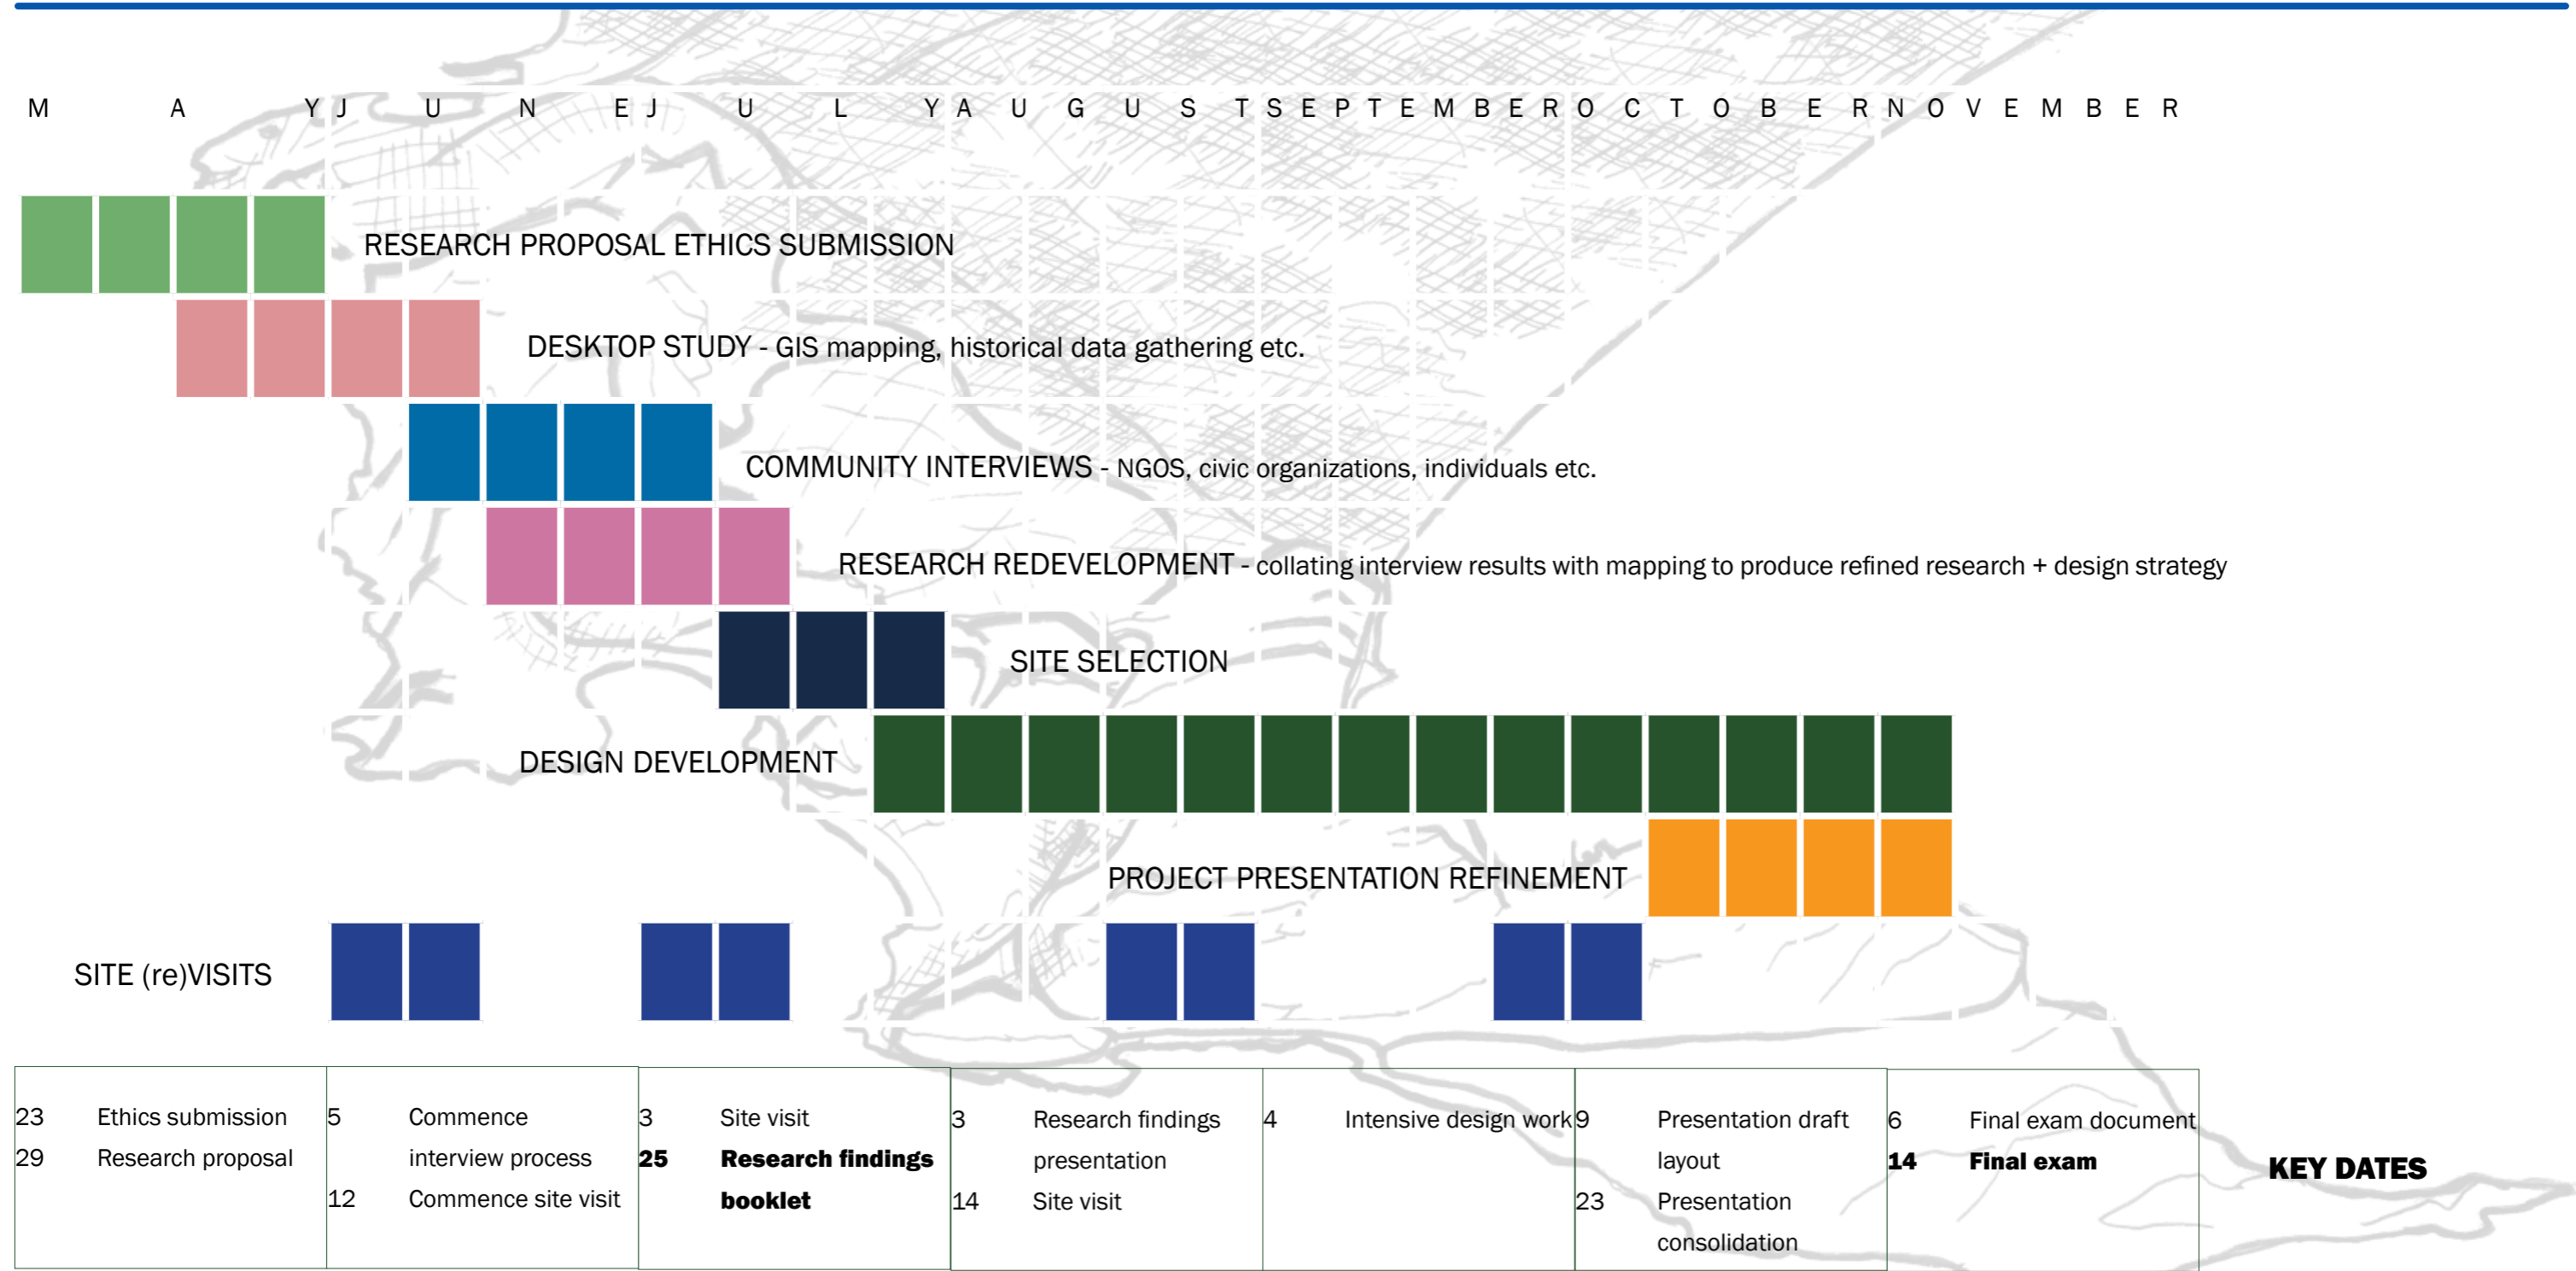 M A Y J U N E J U L Y A U G U S T S E P T E M B E R O C T O B E R N O V E M B E R
RESEARCH PROPOSAL ETHICS SUBMISSION
DESKTOP STUDY - GIS mapping, historical data gathering etc.
COMMUNITY INTERVIEWS - NGOS, civic organizations, individuals etc.
RESEARCH REDEVELOPMENT - collating interview results with mapping to produce refined research + design strategy
SITE SELECTION
DESIGN DEVELOPMENT
PROJECT PRESENTATION REFINEMENT
SITE (re)VISITS
23 Ethics submission
29 Research proposal
5 Commence
interview process
12 Commence site visit
3 Site visit
25 Research findings
booklet
3 Research findings
presentation
14 Site visit
4 Intensive design work
9 Presentation draft
layout
23 Presentation
consolidation
6 Final exam document
14 Final exam
KEY DATES